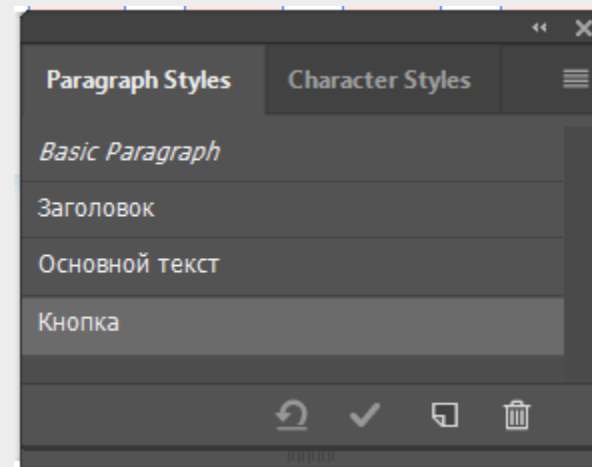 Paragraph Styles Character Styles
Basic Paragraph
Заголовок
Основной текст
Кнопка